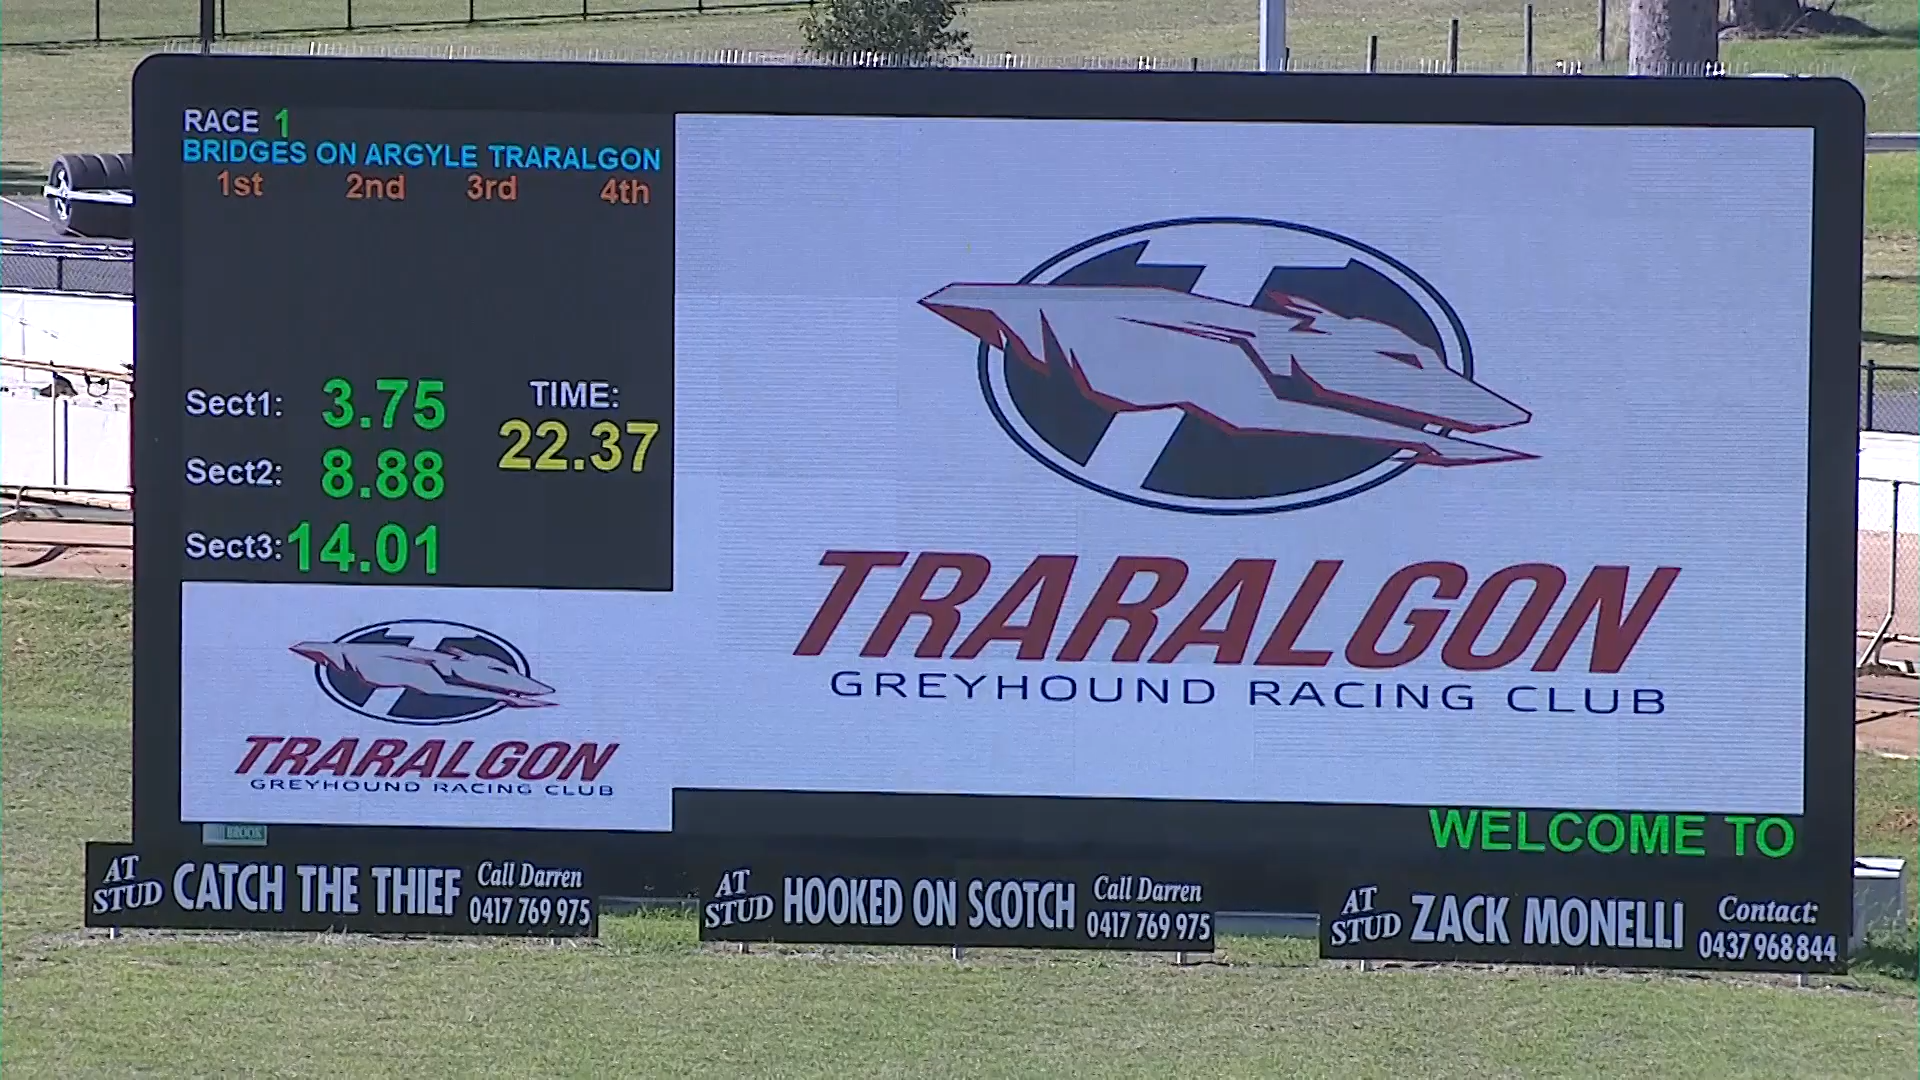 RACE 1
BRIDGES ON ARGYLE TRARALGON
1st 2nd 3rd 4th
Sect1: 3.75
TIME:
22.37
Sect2: 8.88
Sect3: 14.01
TRARALGON
GREYHOUND RACING CLUB
TRARALGON
GREYHOUND RACING CLUB
WELCOME TO
BROOK
AT STUD CATCH THE THIEF Call Darren 0417 769 975
AT STUD HOOKED ON SCOTCH Call Darren 0417 769 975
AT STUD ZACK MONELLI Contact: 0437 968 844